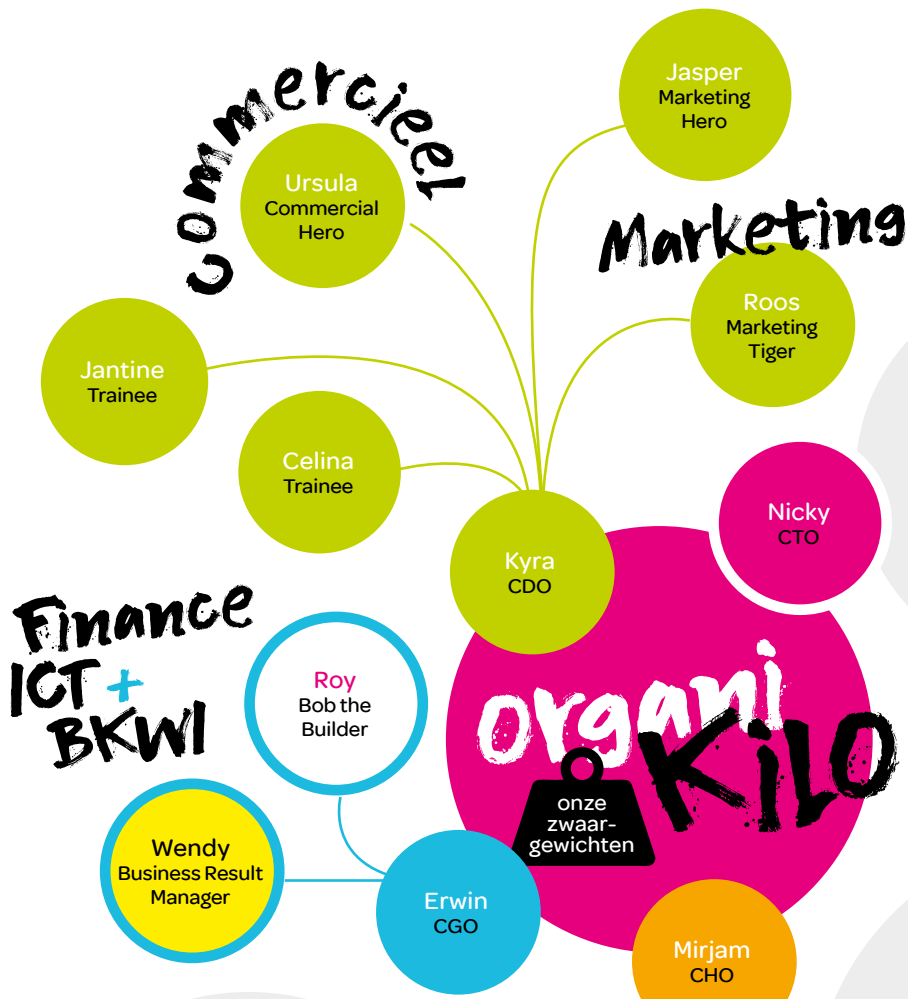 Commercieel
Jasper
Marketing
Hero
Ursula
Commercial
Hero
Marketing
Roos
Marketing
Tiger
Jantine
Trainee
Celina
Trainee
Nicky
CTO
Kyra
CDO
Finance
ICT +
BKWI
Roy
Bob the
Builder
organi
KiLO
onze
zwaar-
gewichten
Wendy
Business Result
Manager
Erwin
CGO
Mirjam
CHO